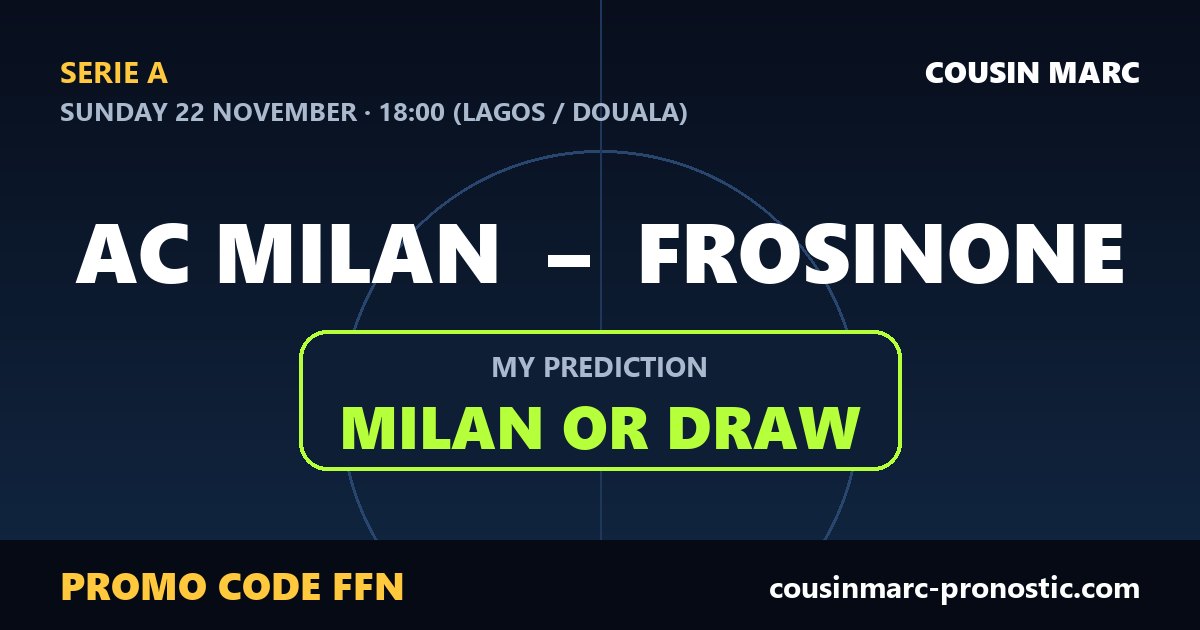 SERIE A
COUSIN MARC
SUNDAY 22 NOVEMBER · 18:00 (LAGOS / DOUALA)
AC MILAN – FROSINONE
MY PREDICTION
MILAN OR DRAW
PROMO CODE FFN
cousinmarc-pronostic.com